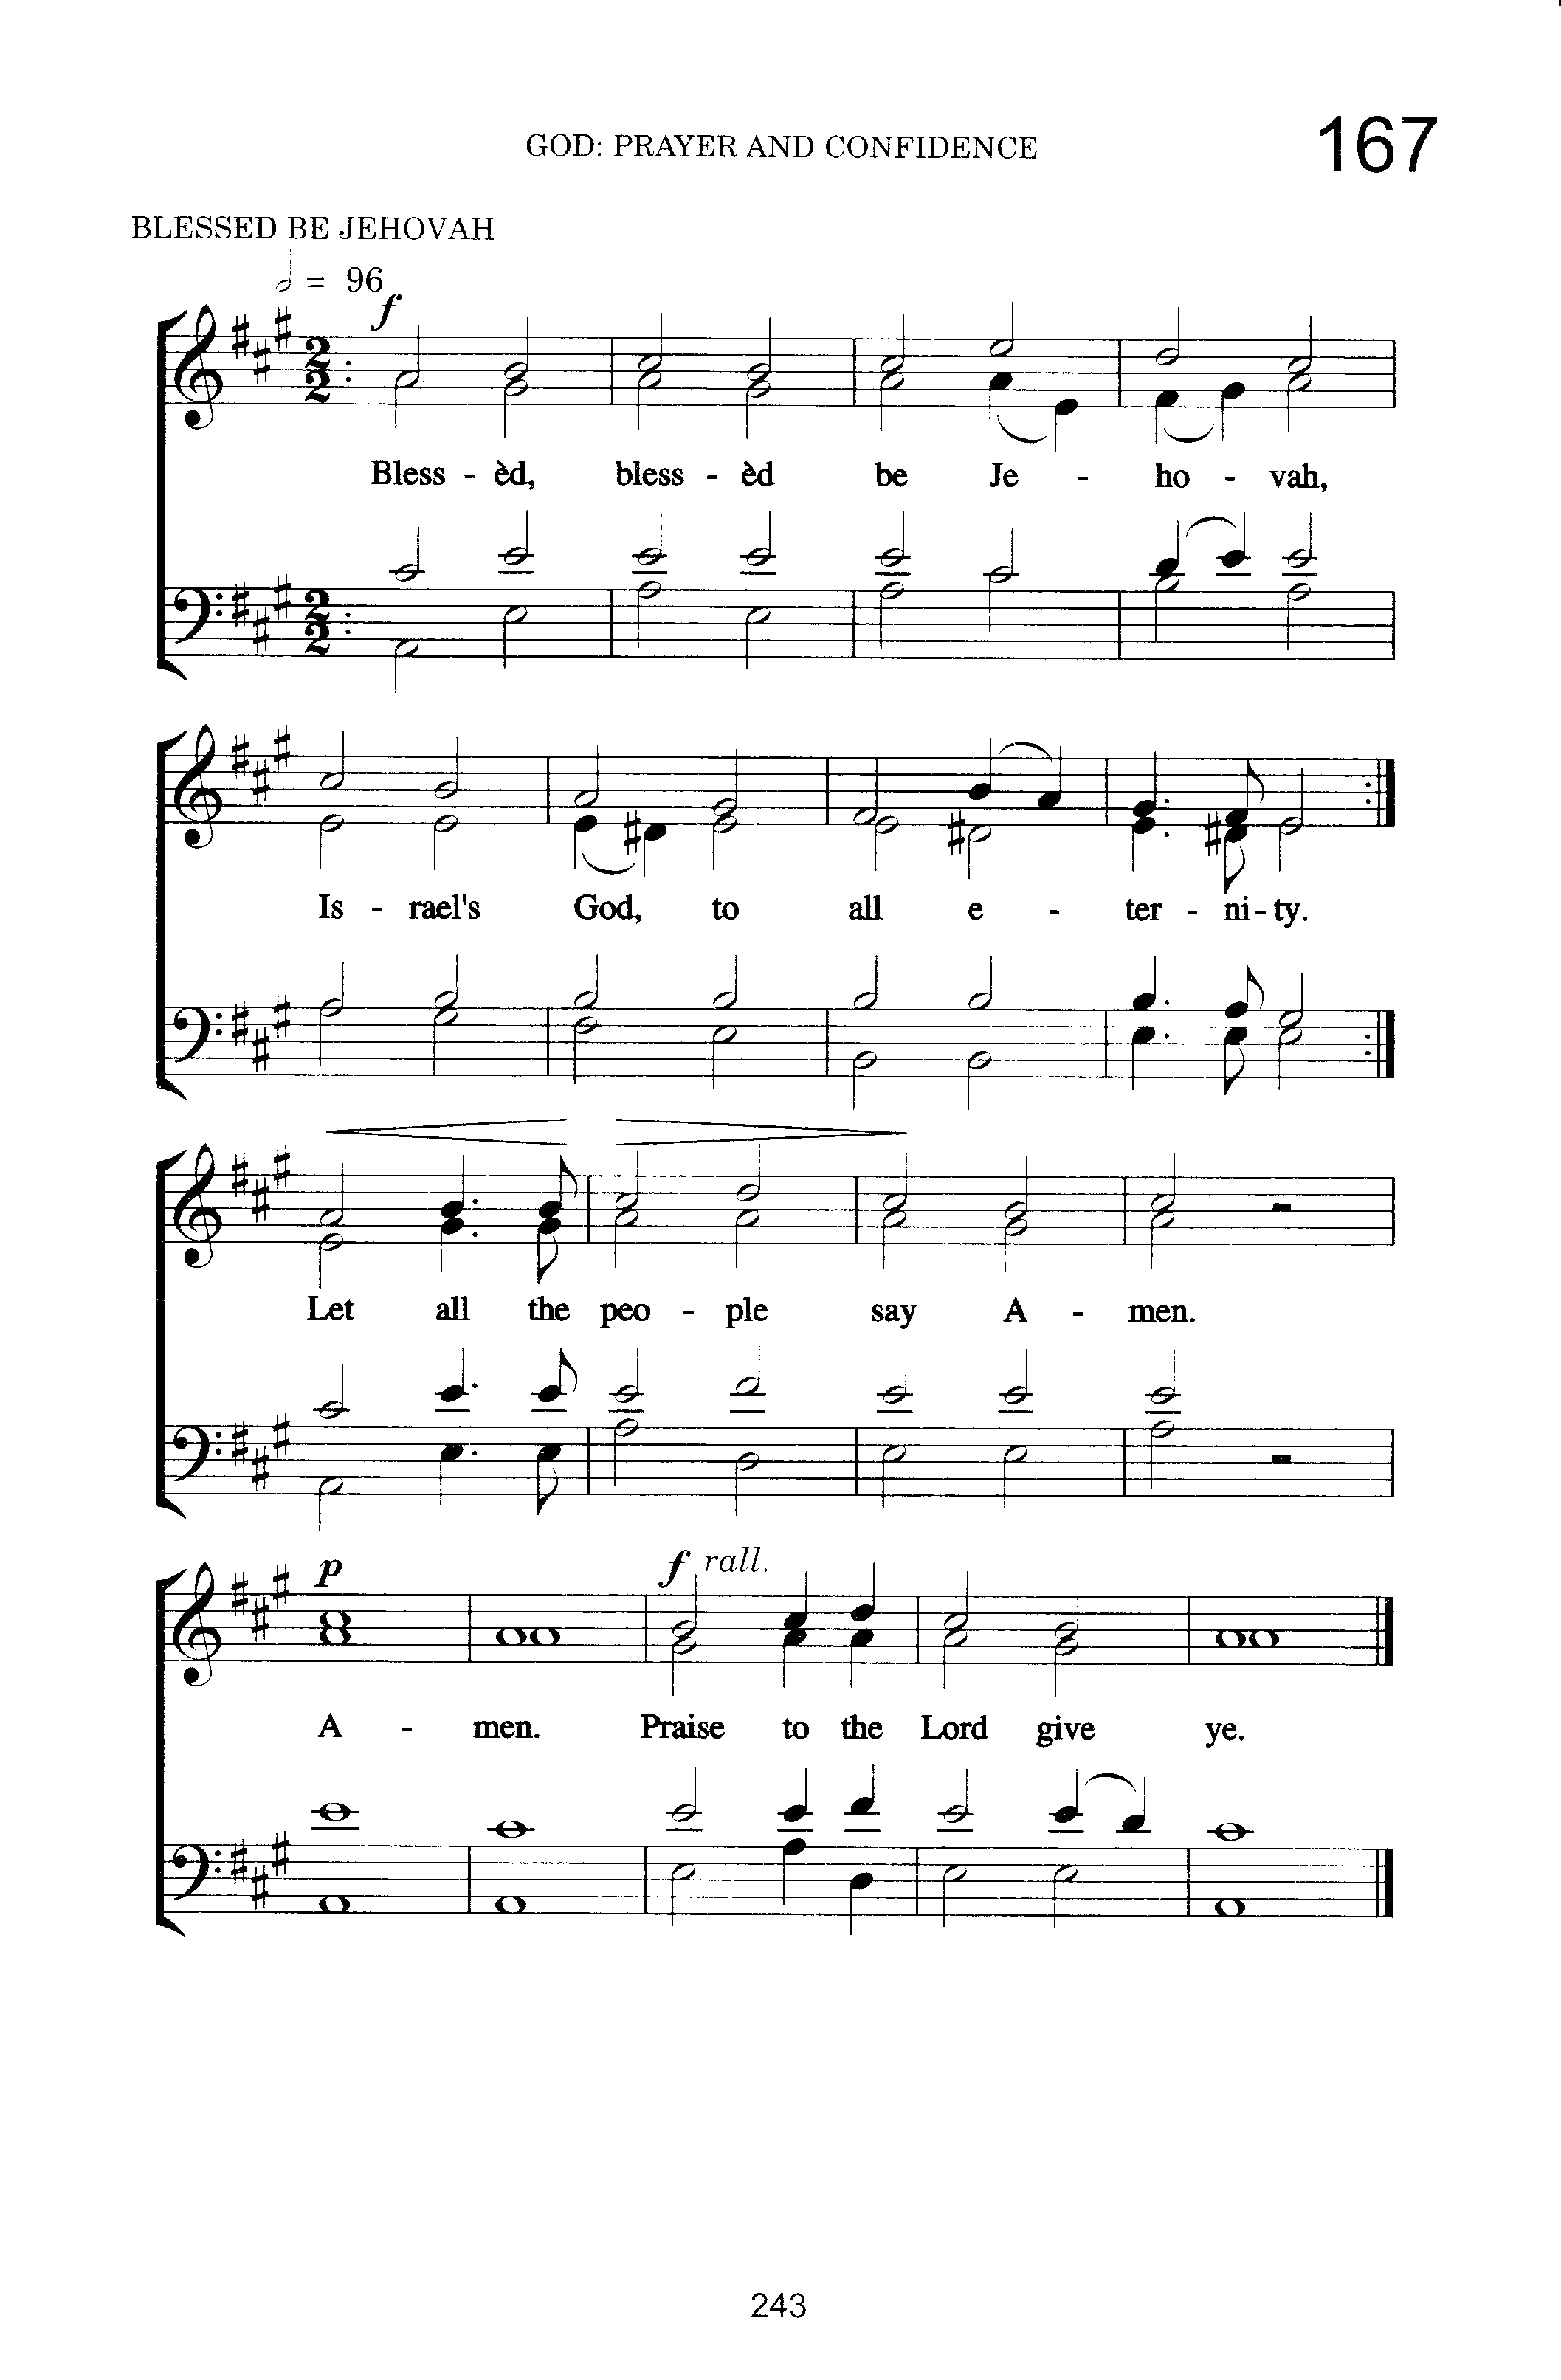 GOD: PRAYER AND CONFIDENCE
167
BLESSED BE JEHOVAH
= 96
f
Bless - èd, bless - èd be Je - ho - vah,
Is - rael's God, to all e - ter - ni - ty.
Let all the peo - ple say A - men.
p
f rall.
A - men. Praise to the Lord give ye.
243